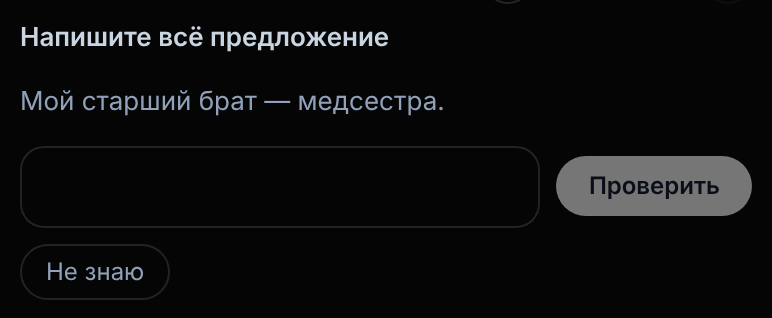 Напишите всё предложение
Мой старший брат — медсестра.
Проверить
Не знаю